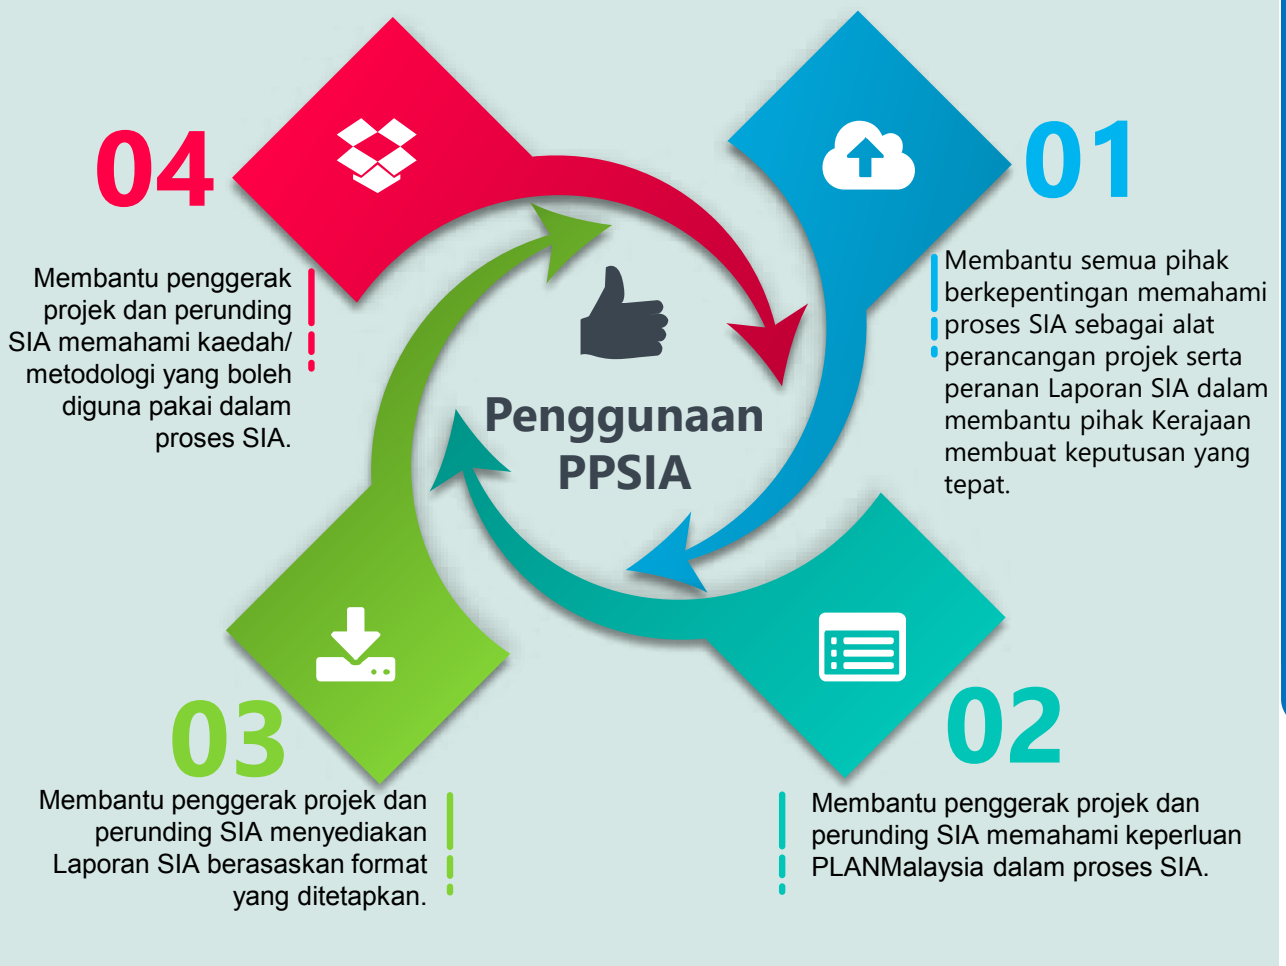 Penggunaan
PPSIA
01
Membantu semua pihak
berkepentingan memahami
proses SIA sebagai alat
perancangan projek serta
peranan Laporan SIA dalam
membantu pihak Kerajaan
membuat keputusan yang
tepat.
02
Membantu penggerak projek dan
perunding SIA memahami keperluan
PLANMalaysia dalam proses SIA.
03
Membantu penggerak projek dan
perunding SIA menyediakan
Laporan SIA berasaskan format
yang ditetapkan.
04
Membantu penggerak
projek dan perunding
SIA memahami kaedah/
metodologi yang boleh
diguna pakai dalam
proses SIA.